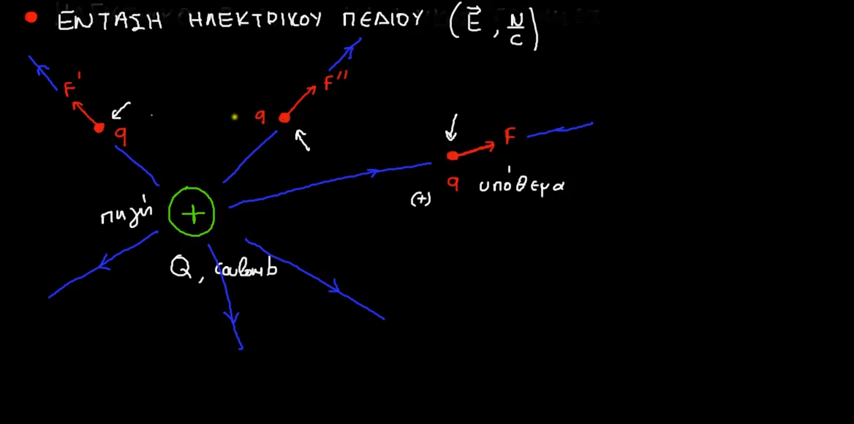 ΕΝΤΑΣΗ ΗΛΕΚΤΡΙΚΟΥ ΠΕΔΙΟΥ (E⃗, N/C)
F'
F''
q
q
F
πηγή
+
(+)
q υπόθεμα
Q, coulomb